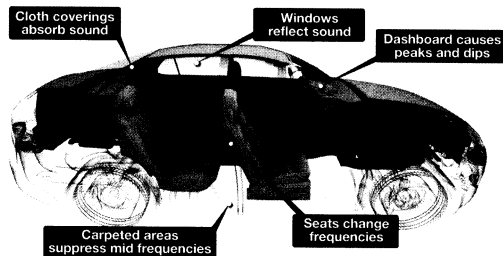 Cloth coverings
absorb sound
Windows
reflect sound
Dashboard causes
peaks and dips
Carpeted areas
suppress mid frequencies
Seats change
frequencies